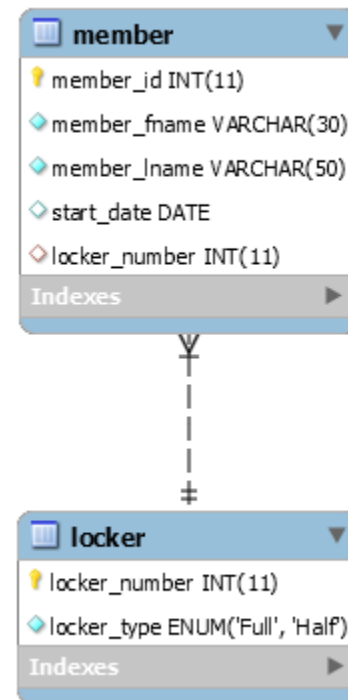 member
member_id INT(11)
member_fname VARCHAR(30)
member_lname VARCHAR(50)
start_date DATE
locker_number INT(11)
Indexes
locker
locker_number INT(11)
locker_type ENUM('Full', 'Half')
Indexes